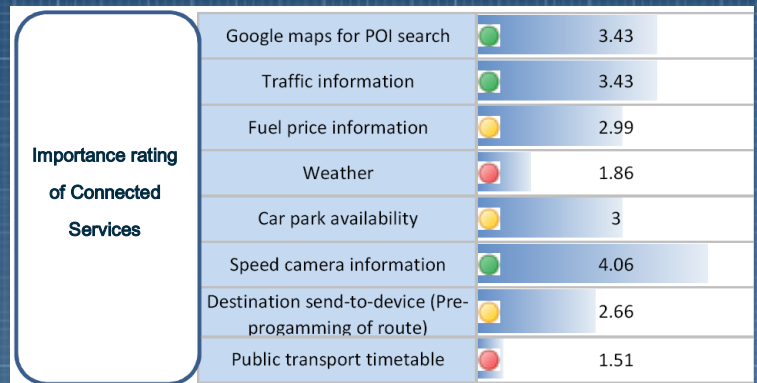 Importance rating
of Connected
Services
Google maps for POI search 3.43
Traffic information 3.43
Fuel price information 2.99
Weather 1.86
Car park availability 3
Speed camera information 4.06
Destination send-to-device (Pre-
progamming of route) 2.66
Public transport timetable 1.51